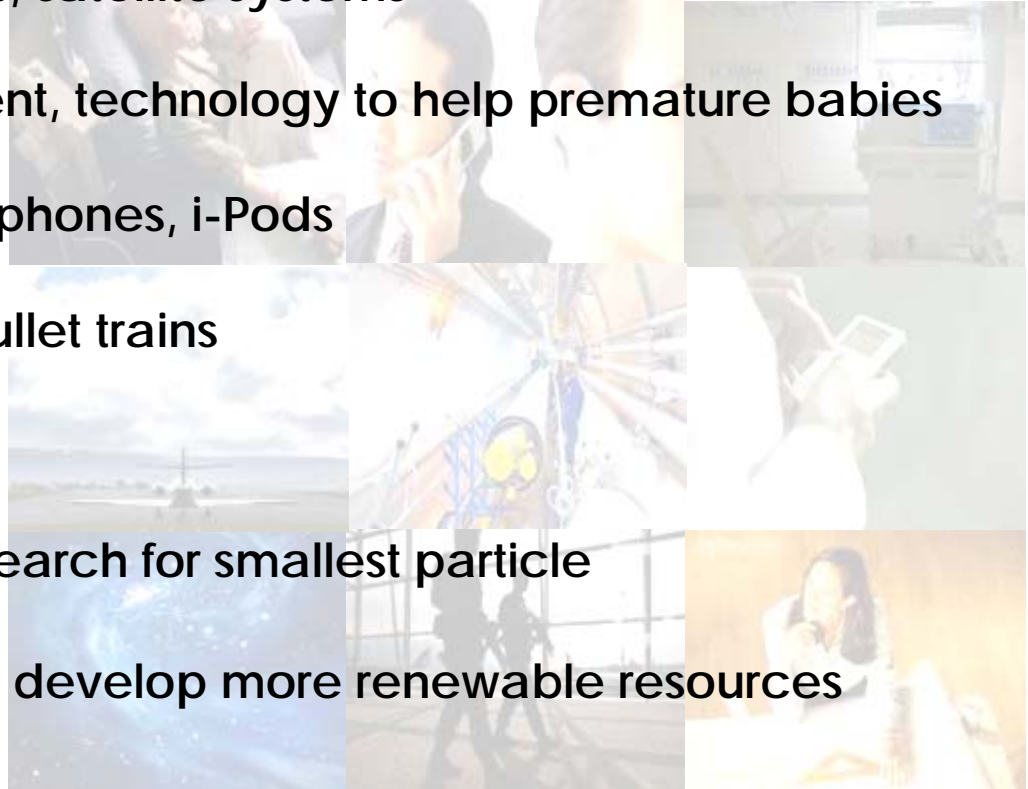 satellite systems
ent, technology to help premature babies
phones, i-Pods
ullet trains
earch for smallest particle
develop more renewable resources